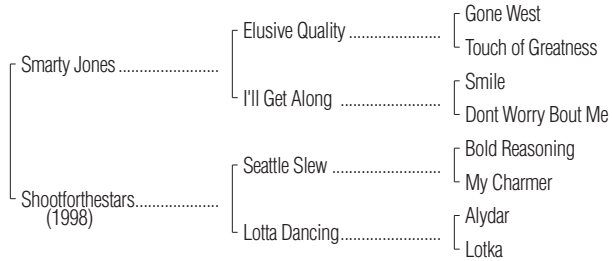 Gone West
Elusive Quality ....................
Touch of Greatness
Smarty Jones ......................
Smile
I'll Get Along ......................
Dont Worry Bout Me
Bold Reasoning
Seattle Slew ........................
My Charmer
Shootforthestars..................
(1998)
Alydar
Lotta Dancing......................
Lotka